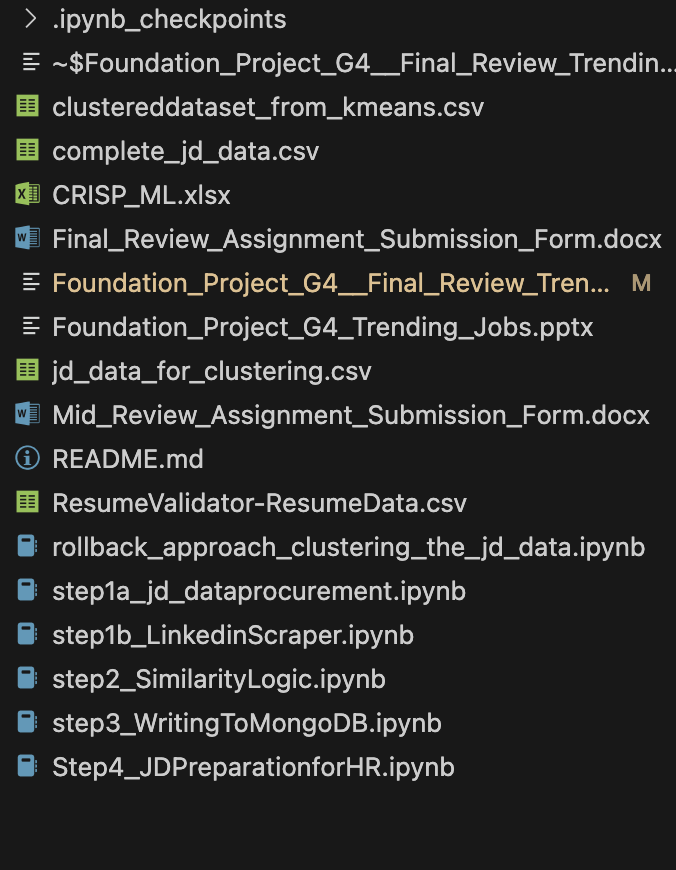 .ipynb_checkpoints
~$Foundation_Project_G4__Final_Review_Trendin...
clustereddataset_from_kmeans.csv
complete_jd_data.csv
CRISP_ML.xlsx
Final_Review_Assignment_Submission_Form.docx
Foundation_Project_G4__Final_Review_Tren... M
Foundation_Project_G4_Trending_Jobs.pptx
jd_data_for_clustering.csv
Mid_Review_Assignment_Submission_Form.docx
README.md
ResumeValidator-ResumeData.csv
rollback_approach_clustering_the_jd_data.ipynb
step1a_jd_dataprocurement.ipynb
step1b_LinkedinScraper.ipynb
step2_SimilarityLogic.ipynb
step3_WritingToMongoDB.ipynb
Step4_JDPreparationforHR.ipynb